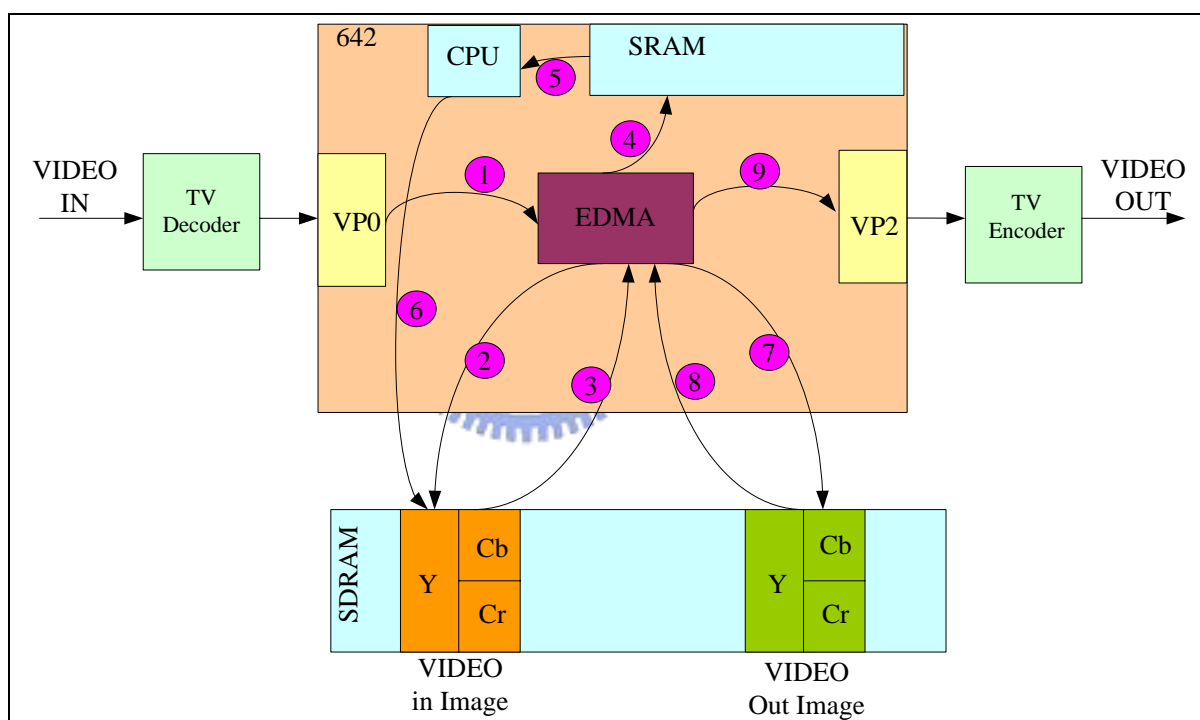 642
CPU
SRAM
5
4
VIDEO
IN
TV
Decoder
VP0
1
EDMA
9
VP2
TV
Encoder
VIDEO
OUT
6
2
3
8
7
SDRAM
Y
Cb
Cr
Y
Cb
Cr
VIDEO
in Image
VIDEO
Out Image